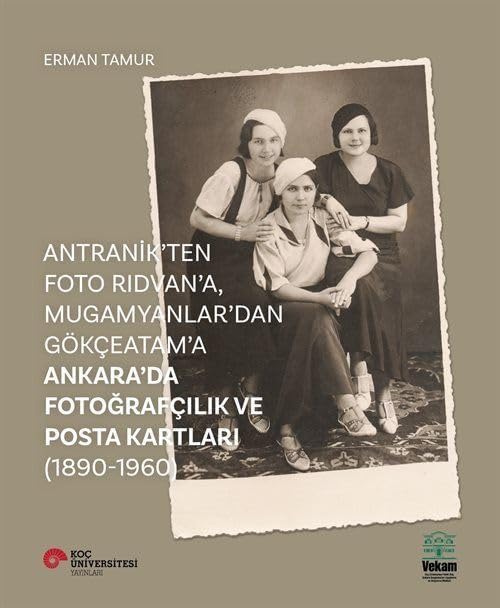 ERMAN TAMUR
ANTRANİK'TEN
FOTO RIDVAN'A,
MUGAMYANLAR'DAN
GÖKÇEATAM'A
ANKARA'DA
FOTOĞRAFÇILIK VE
POSTA KARTLARI
(1890-1960)
KOÇ
ÜNİVERSİTESİ
YAYINLARI
Vekam